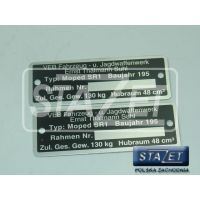 VEB Fahrzeug - u. Jagdwaffenwerk
Ernst Thälmann Suhl
Typ: Moped SR1 Baujahr 195
Rahmen Nr.
Zul. Ges. Gew. 130 kg Hubraum 48 cm³
VEB Fahrzeug - u. Jagdwaffenwerk
Ernst Thälmann Suhl
Typ: Moped SR1 Baujahr 195
Rahmen Nr.
Zul. Ges. Gew. 130 kg Hubraum 48 cm³
STAZET
STAZET
POLSKA ZACHODNIA